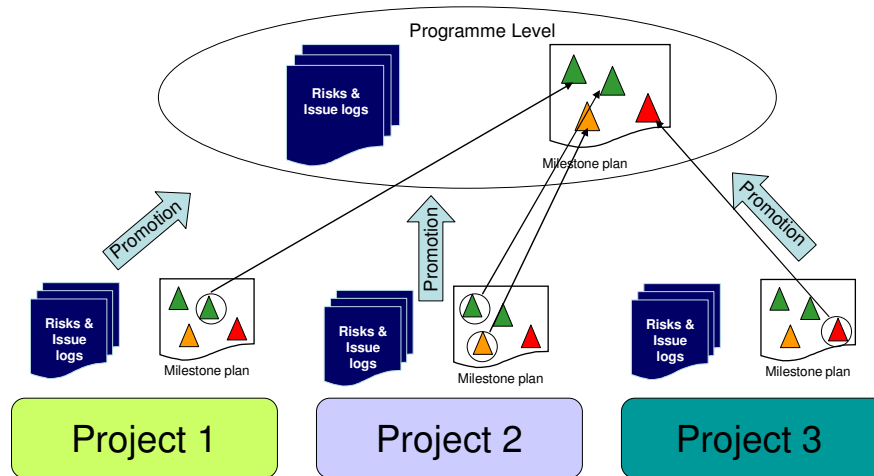 Programme Level
Risks &
Issue logs
Milestone plan
Promotion
Promotion
Promotion
Risks &
Issue
logs
Milestone plan
Risks &
Issue
logs
Milestone plan
Risks &
Issue
logs
Milestone plan
Project 1
Project 2
Project 3